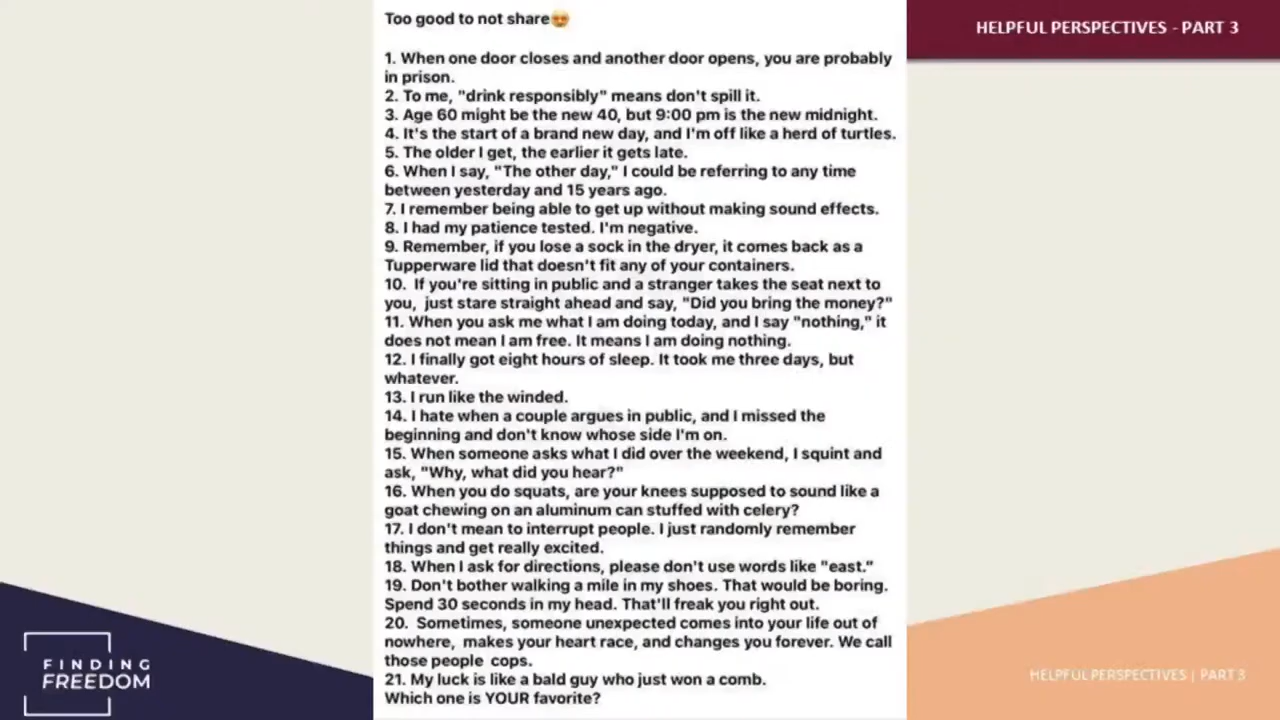 Too good to not share😍
HELPFUL PERSPECTIVES - PART 3
1. When one door closes and another door opens, you are probably
in prison.
2. To me, "drink responsibly" means don't spill it.
3. Age 60 might be the new 40, but 9:00 pm is the new midnight.
4. It's the start of a brand new day, and I'm off like a herd of turtles.
5. The older I get, the earlier it gets late.
6. When I say, "The other day," I could be referring to any time
between yesterday and 15 years ago.
7. I remember being able to get up without making sound effects.
8. I had my patience tested. I'm negative.
9. Remember, if you lose a sock in the dryer, it comes back as a
Tupperware lid that doesn't fit any of your containers.
10.  If you're sitting in public and a stranger takes the seat next to
you,  just stare straight ahead and say, "Did you bring the money?"
11. When you ask me what I am doing today, and I say "nothing," it
does not mean I am free. It means I am doing nothing.
12. I finally got eight hours of sleep. It took me three days, but
whatever.
13. I run like the winded.
14. I hate when a couple argues in public, and I missed the
beginning and don't know whose side I'm on.
15. When someone asks what I did over the weekend, I squint and
ask, "Why, what did you hear?"
16. When you do squats, are your knees supposed to sound like a
goat chewing on an aluminum can stuffed with celery?
17. I don't mean to interrupt people. I just randomly remember
things and get really excited.
18. When I ask for directions, please don't use words like "east."
19. Don't bother walking a mile in my shoes. That would be boring.
Spend 30 seconds in my head. That'll freak you right out.
20.  Sometimes, someone unexpected comes into your life out of
nowhere,  makes your heart race, and changes you forever. We call
those people  cops.
21. My luck is like a bald guy who just won a comb.
Which one is YOUR favorite?
FINDING
FREEDOM
HELPFUL PERSPECTIVES | PART 3